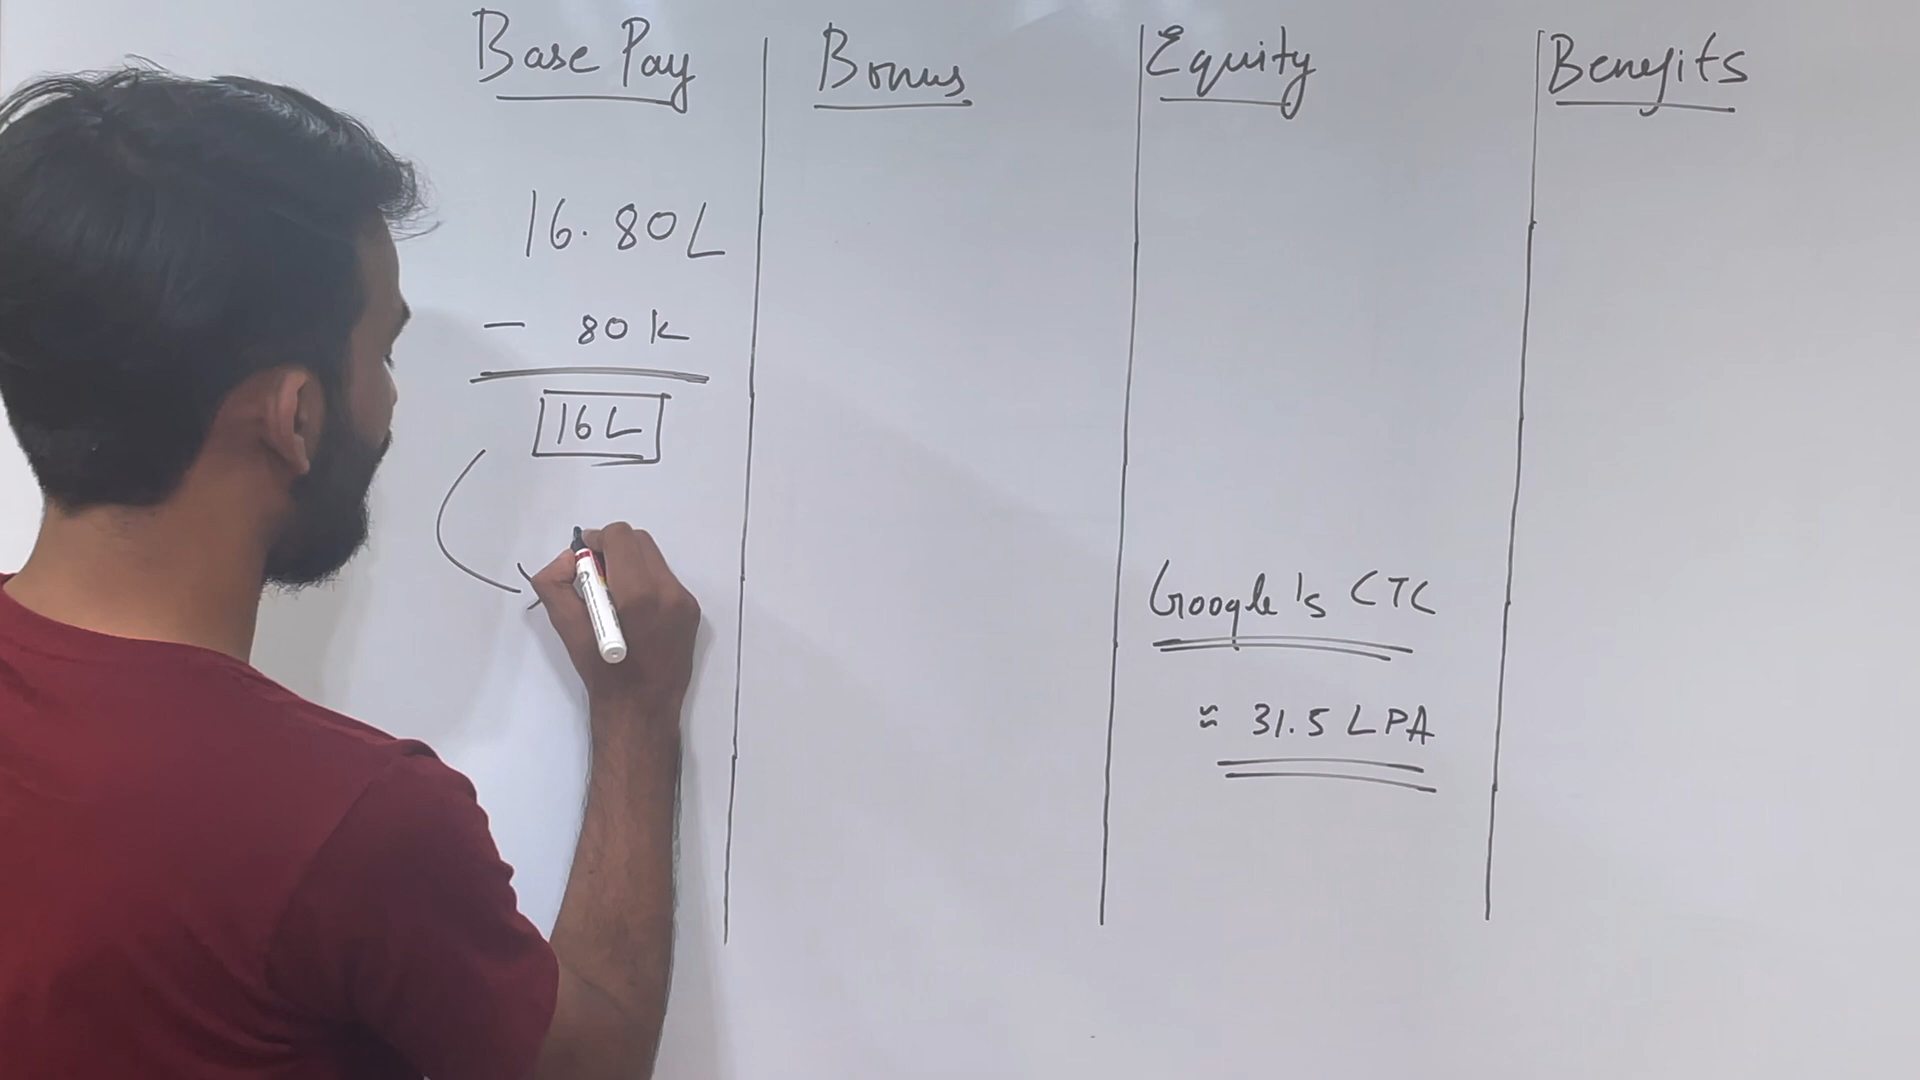 Base Pay
Bonus
Equity
Benefits
16.80L
- 80k
16L
Google's CTC
≈ 31.5 LPA